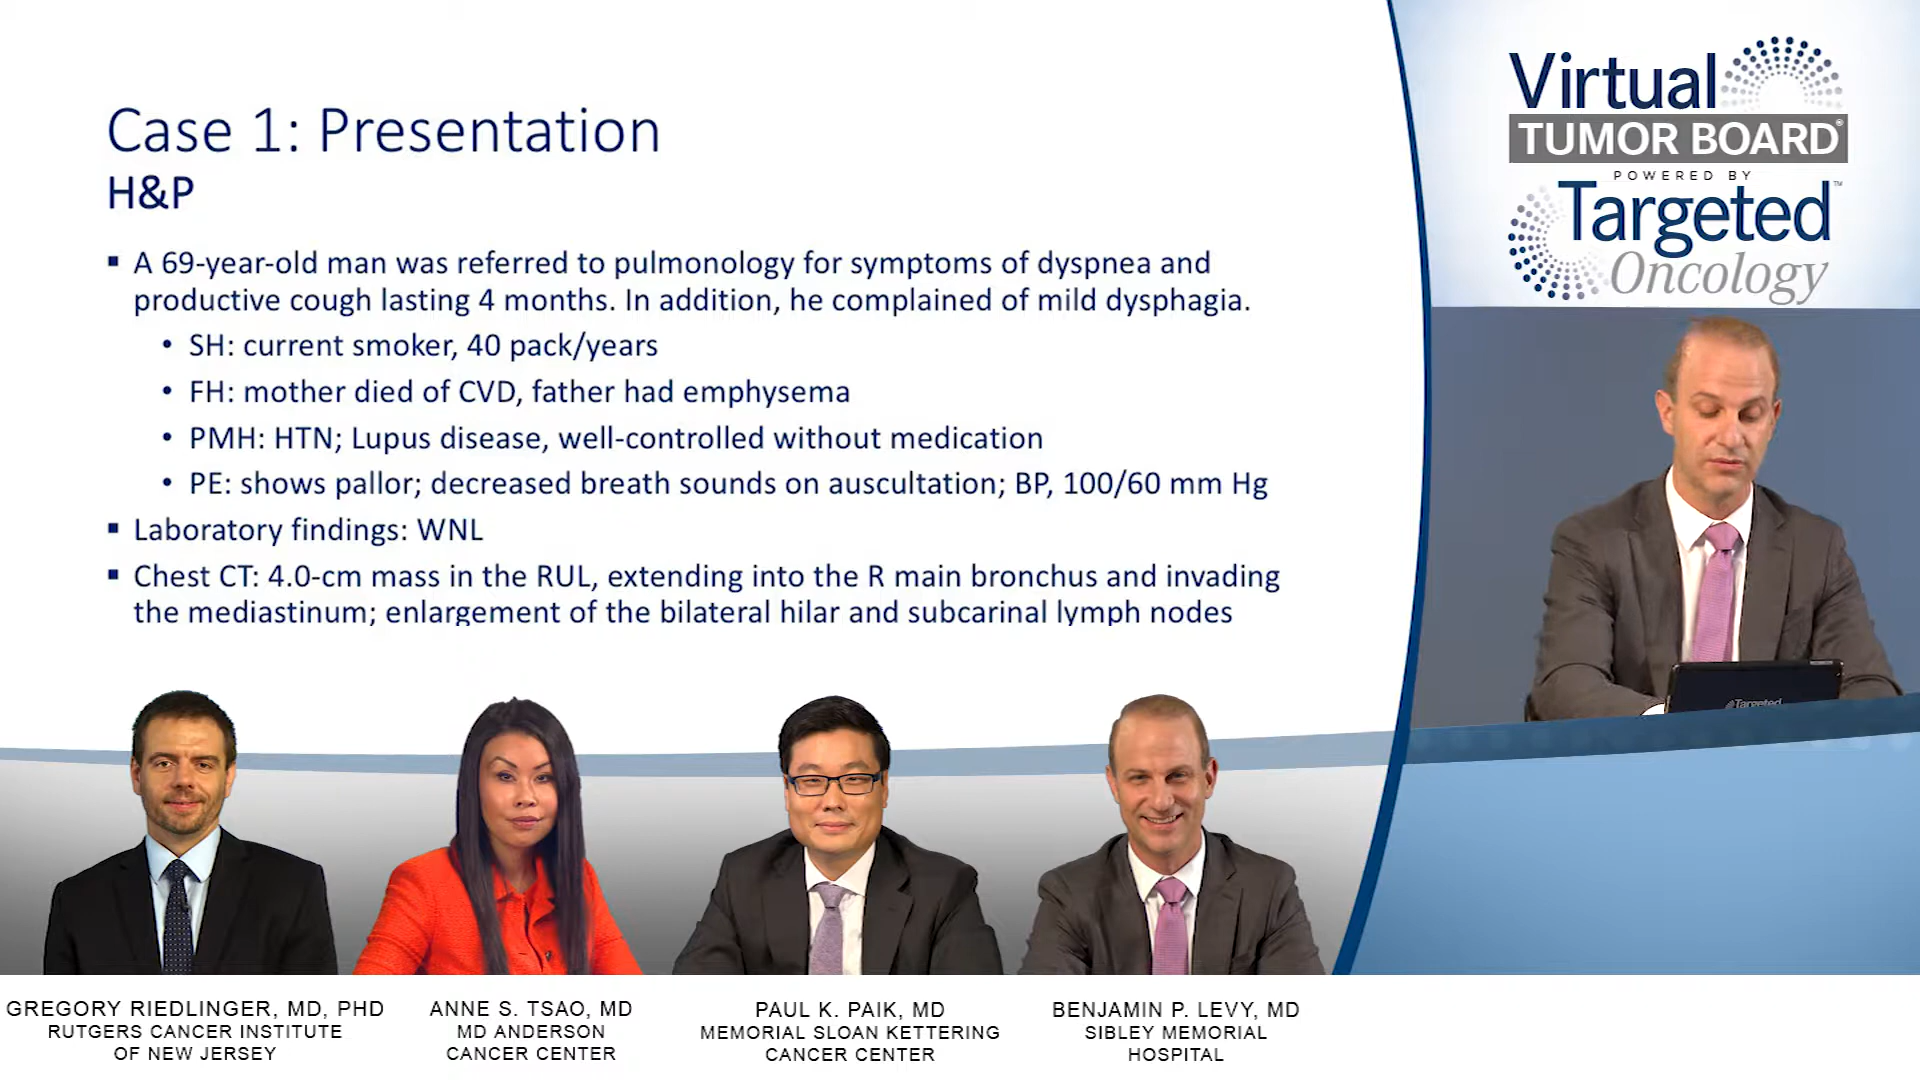 Case 1: Presentation
H&P
▪ A 69-year-old man was referred to pulmonology for symptoms of dyspnea and
productive cough lasting 4 months. In addition, he complained of mild dysphagia.
• SH: current smoker, 40 pack/years
• FH: mother died of CVD, father had emphysema
• PMH: HTN; Lupus disease, well-controlled without medication
• PE: shows pallor; decreased breath sounds on auscultation; BP, 100/60 mm Hg
▪ Laboratory findings: WNL
▪ Chest CT: 4.0-cm mass in the RUL, extending into the R main bronchus and invading
the mediastinum; enlargement of the bilateral hilar and subcarinal lymph nodes
Virtual
TUMOR BOARD®
POWERED BY
Targeted™
Oncology
Targeted
GREGORY RIEDLINGER, MD, PHD
RUTGERS CANCER INSTITUTE
OF NEW JERSEY
ANNE S. TSAO, MD
MD ANDERSON
CANCER CENTER
PAUL K. PAIK, MD
MEMORIAL SLOAN KETTERING
CANCER CENTER
BENJAMIN P. LEVY, MD
SIBLEY MEMORIAL
HOSPITAL